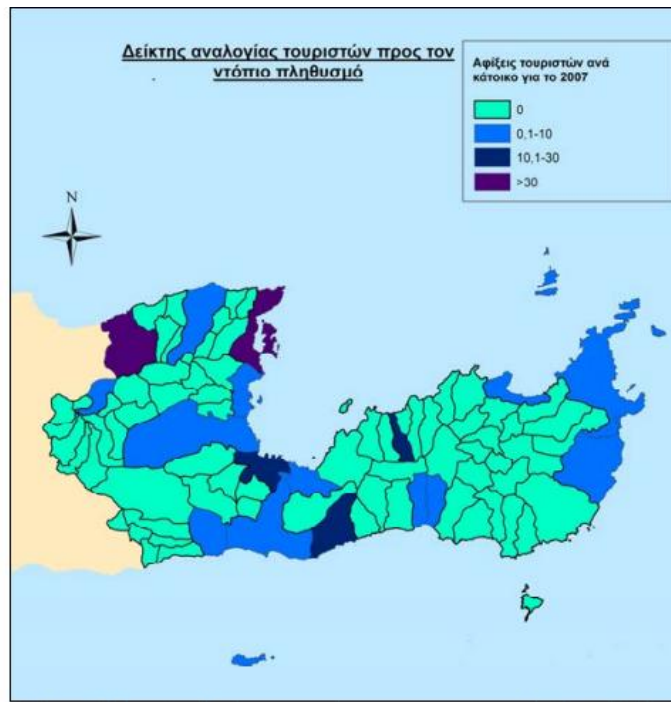 Δείκτης αναλογίας τουριστών προς τον
ντόπιο πληθυσμό
Αφίξεις τουριστών ανά
κάτοικο για το 2007
0
0,1-10
10,1-30
>30
N